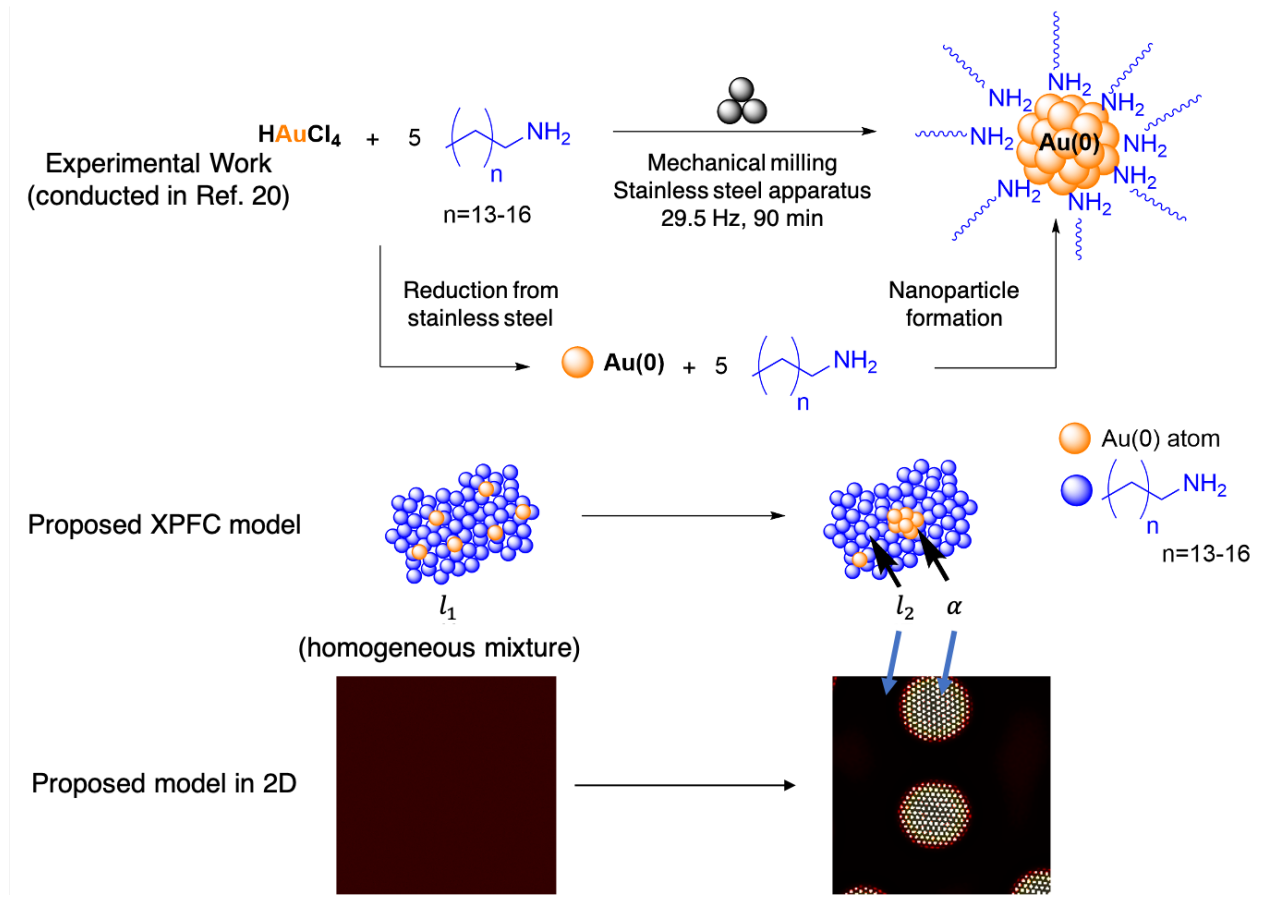 HAuCl4 + 5 NH2
n
n=13-16
Experimental Work
(conducted in Ref. 20)
Mechanical milling
Stainless steel apparatus
29.5 Hz, 90 min
NH2
NH2
NH2
NH2
NH2
NH2
NH2
NH2
Au(0)
Reduction from
stainless steel
Nanoparticle
formation
Au(0) + 5 NH2
n
Au(0) atom
NH2
n
n=13-16
Proposed XPFC model
l1
(homogeneous mixture)
l2 α
Proposed model in 2D